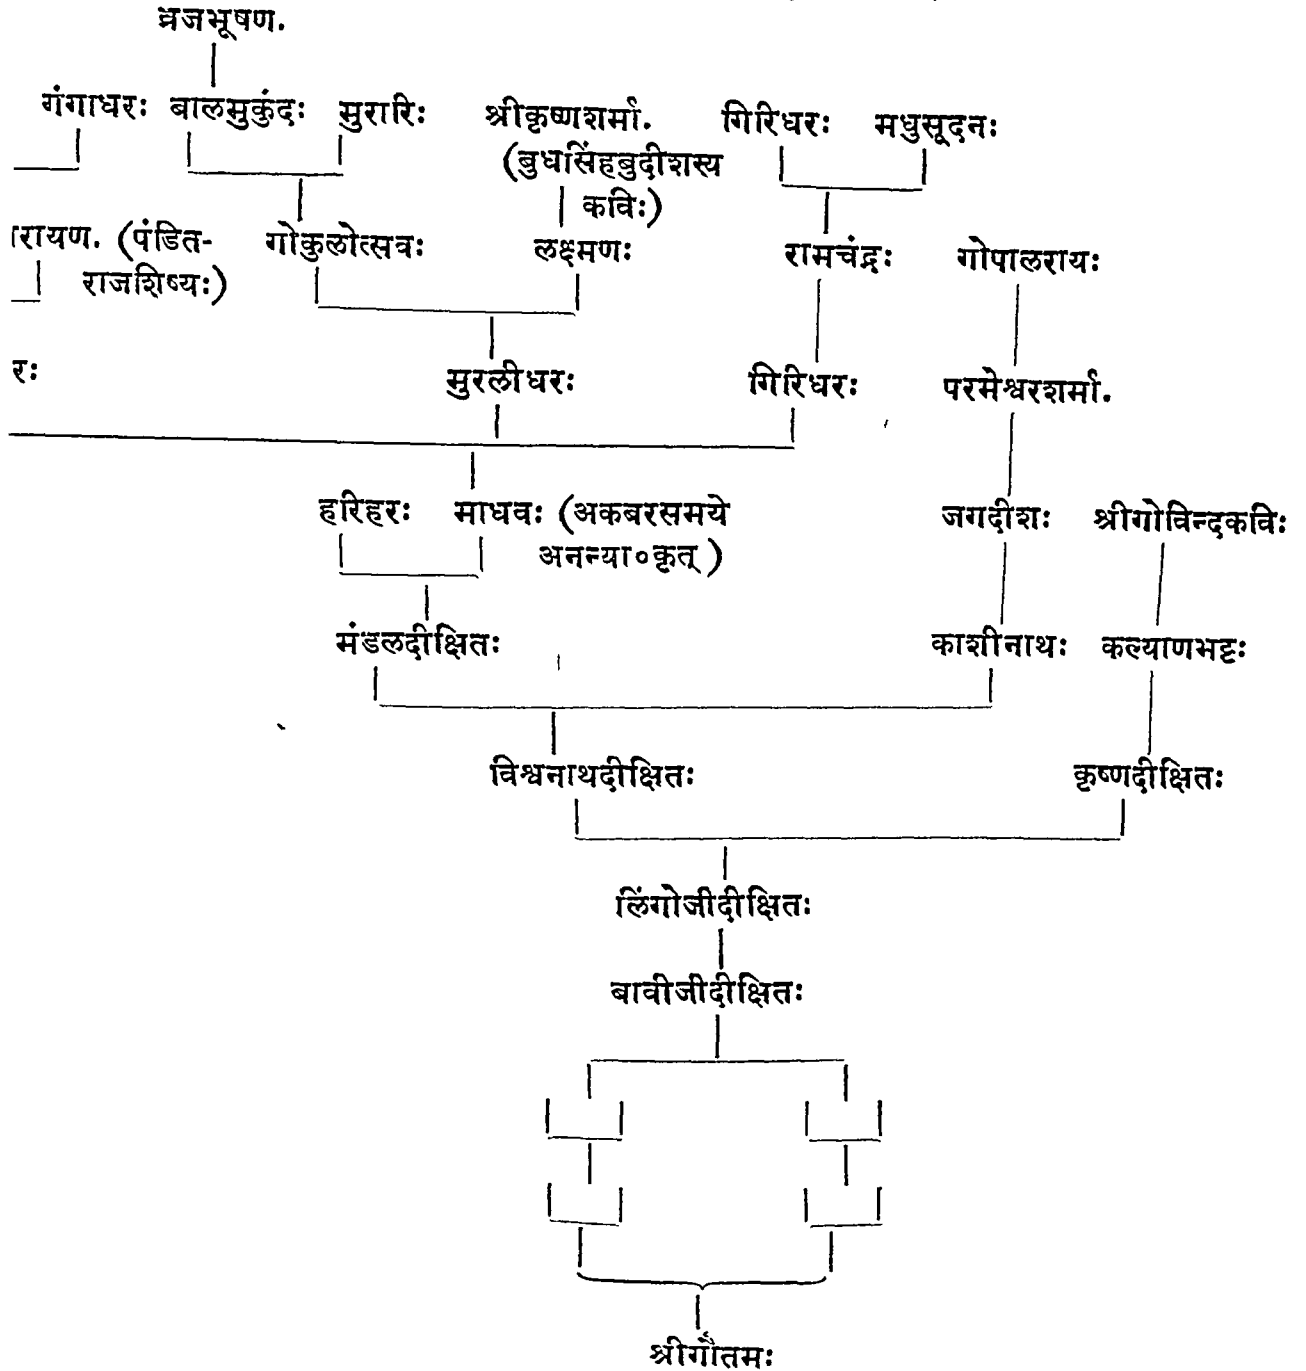 व्रजभूषण.
गंगाधरः बालमुकुंदः मुरारिः श्रीकृष्णशर्मा. गिरिधरः मधुसूदनः
(बुधसिंहबुदीशस्य
कविः)
ारायण. (पंडित- गोकुलोत्सवः लक्ष्मणः रामचंद्रः गोपालरायः
राजशिष्यः)
रः मुरलीधरः गिरिधरः परमेश्वरशर्मा.
हरिहरः माधवः (अकबरसमये जगदीशः श्रीगोविन्दकविः
अनन्या०कृत्)
मंडलदीक्षितः काशीनाथः कल्याणभट्टः
विश्वनाथदीक्षितः कृष्णदीक्षितः
लिंगोजीदीक्षितः
बावीजीदीक्षितः
श्रीगौतमः